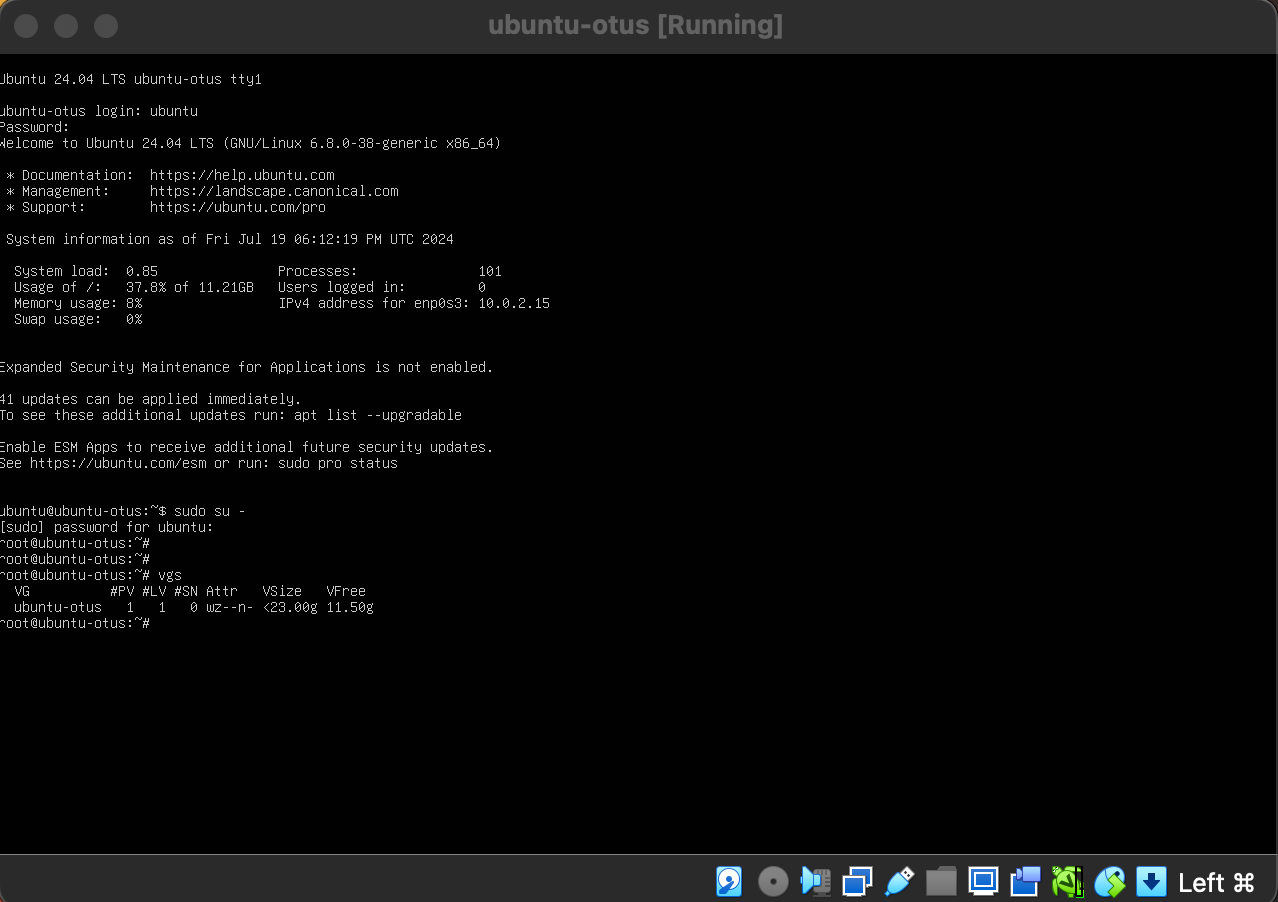 ubuntu-otus [Running]
Ubuntu 24.04 LTS ubuntu-otus tty1
ubuntu-otus login: ubuntu
Password:
Welcome to Ubuntu 24.04 LTS (GNU/Linux 6.8.0-38-generic x86_64)
* Documentation: https://help.ubuntu.com
* Management: https://landscape.canonical.com
* Support: https://ubuntu.com/pro
System information as of Fri Jul 19 06:12:19 PM UTC 2024
System load: 0.85 Processes: 101
Usage of /: 37.8% of 11.21GB Users logged in: 0
Memory usage: 8% IPv4 address for enp0s3: 10.0.2.15
Swap usage: 0%
Expanded Security Maintenance for Applications is not enabled.
41 updates can be applied immediately.
To see these additional updates run: apt list --upgradable
Enable ESM Apps to receive additional future security updates.
See https://ubuntu.com/esm or run: sudo pro status
ubuntu@ubuntu-otus:~$ sudo su -
[sudo] password for ubuntu:
root@ubuntu-otus:~#
root@ubuntu-otus:~#
root@ubuntu-otus:~# vgs
VG #PV #LV #SN Attr VSize VFree
ubuntu-otus 1 1 0 wz--n- <23.00g 11.50g
root@ubuntu-otus:~#
Left ⌘